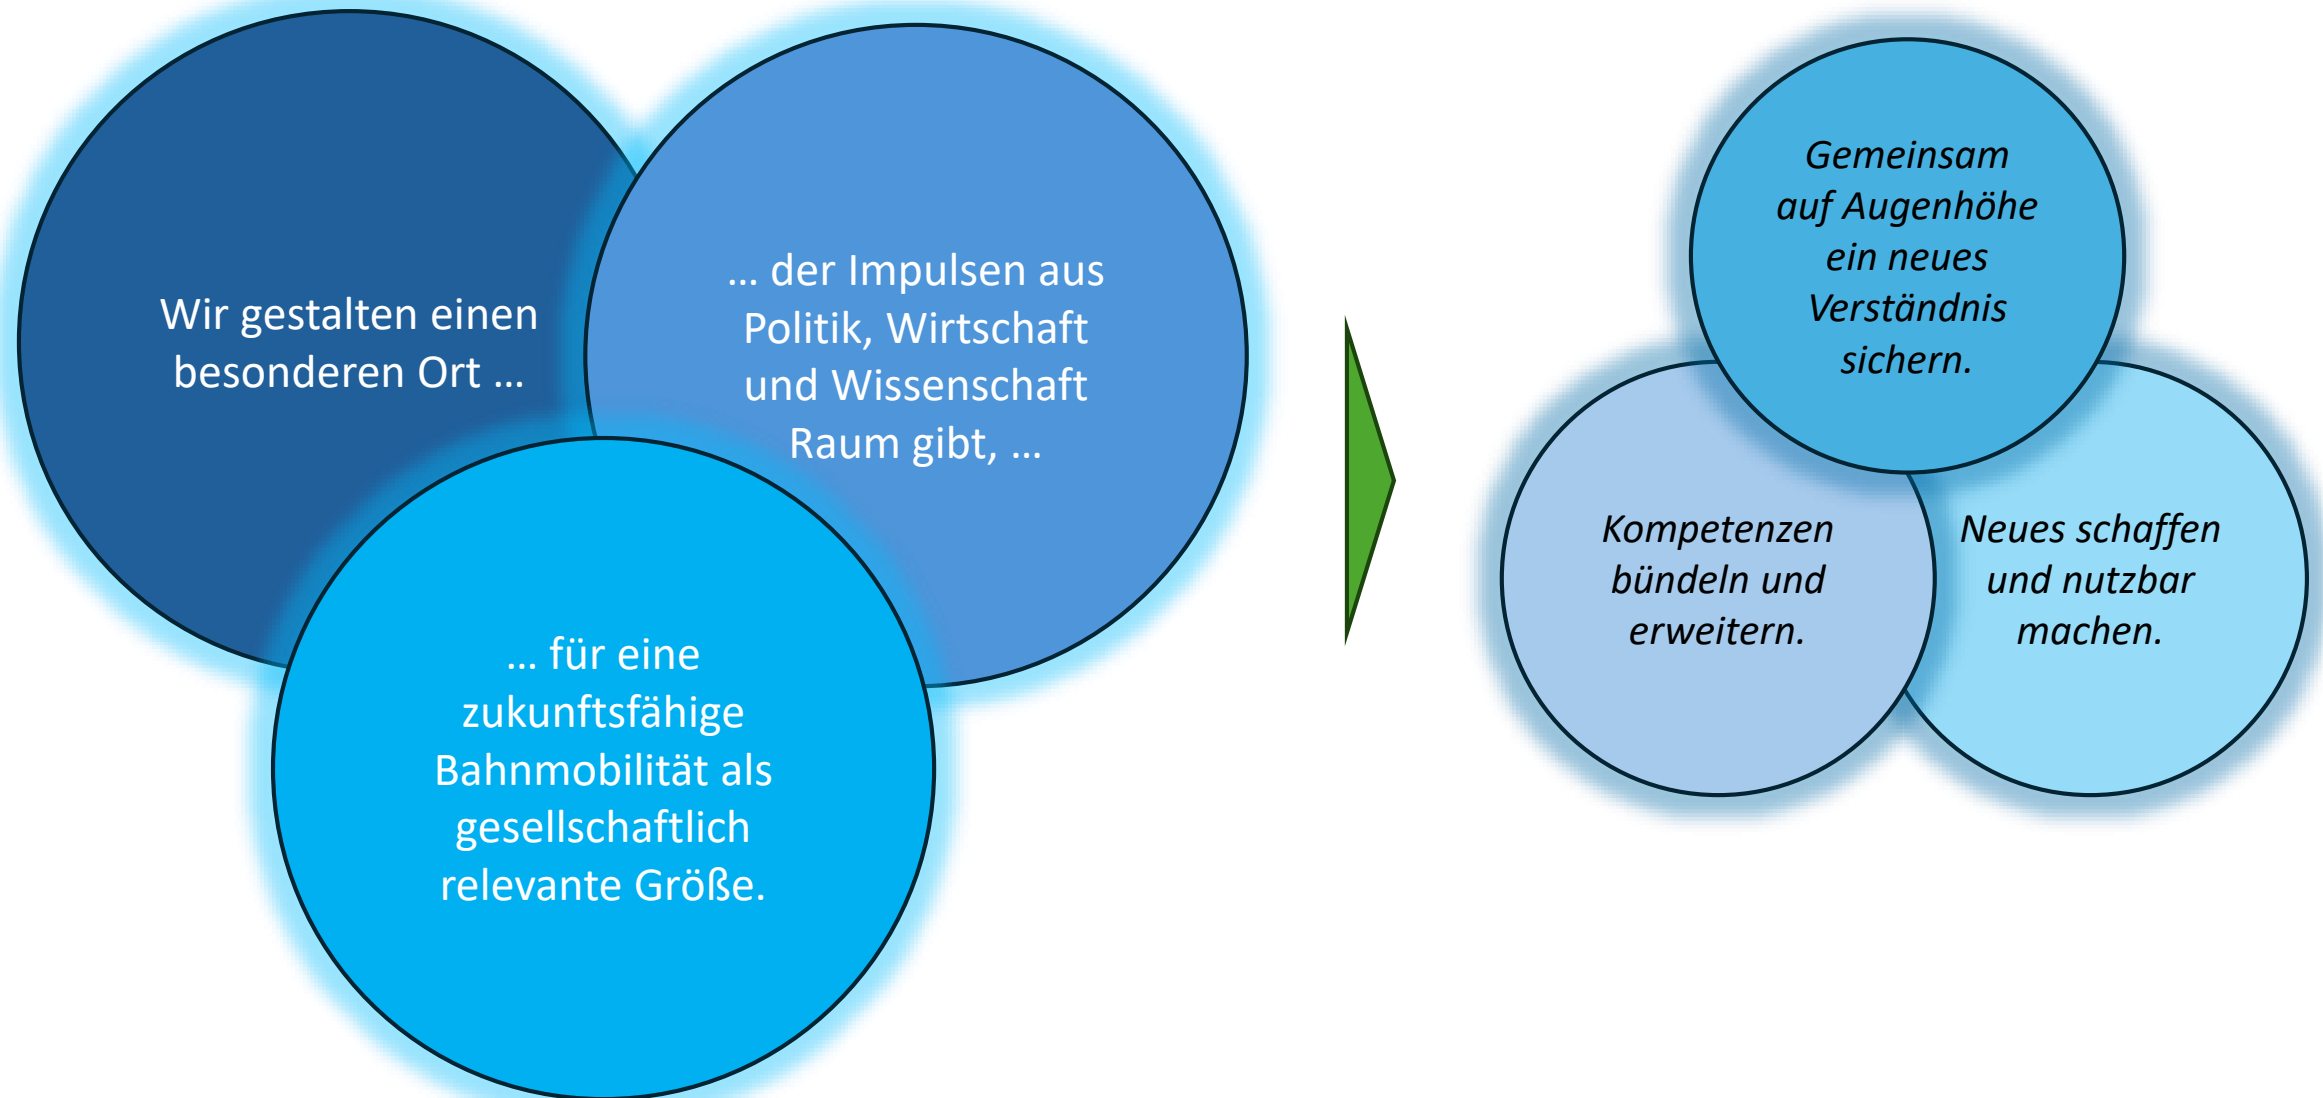 Wir gestalten einen
besonderen Ort ...
... der Impulsen aus
Politik, Wirtschaft
und Wissenschaft
Raum gibt, ...
... für eine
zukunftsfähige
Bahnmobilität als
gesellschaftlich
relevante Größe.
Gemeinsam
auf Augenhöhe
ein neues
Verständnis
sichern.
Kompetenzen
bündeln und
erweitern.
Neues schaffen
und nutzbar
machen.